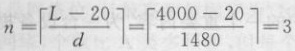 n = ⌈(L - 20)/d⌉ = ⌈(4000 - 20)/1480⌉ = 3